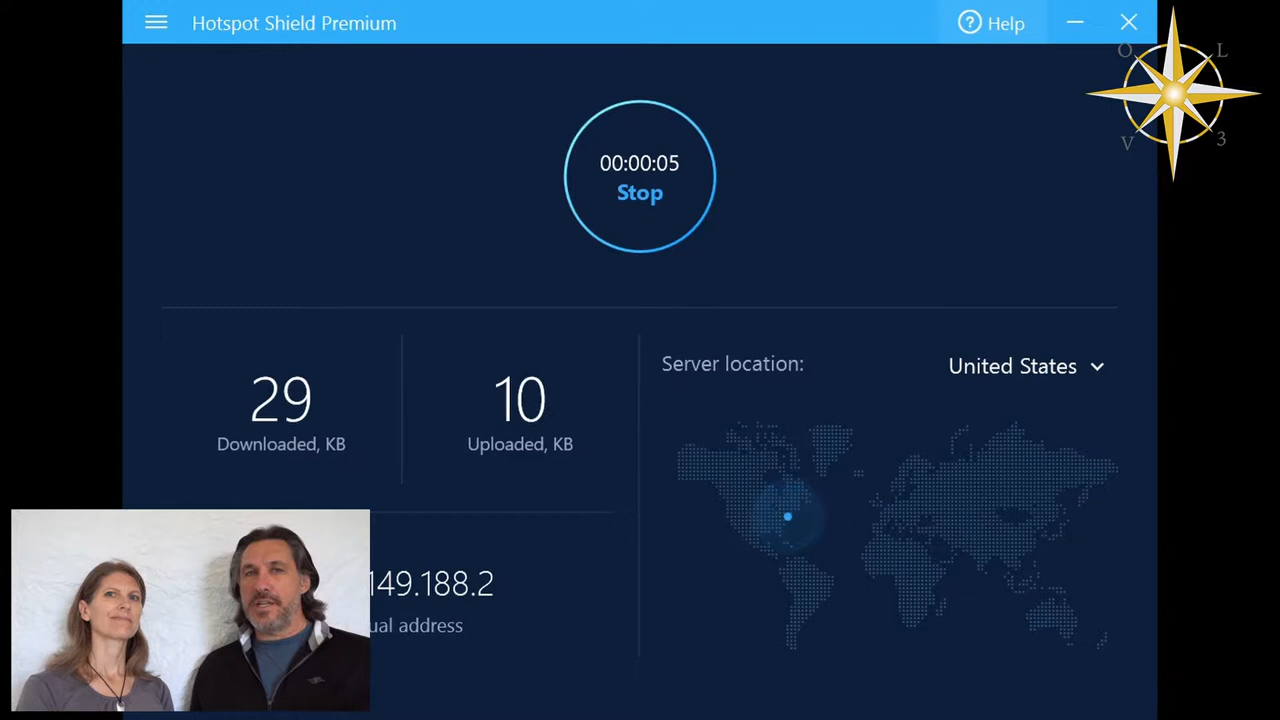 Hotspot Shield Premium
Help
O L
V 3
00:00:05
Stop
29
Downloaded, KB
10
Uploaded, KB
Server location:
United States
149.188.2
address